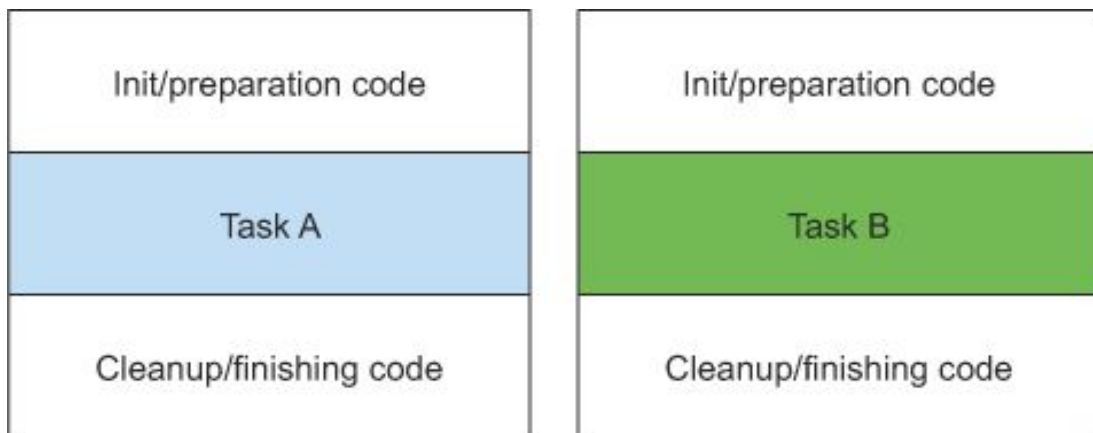 Init/preparation code
Task A
Cleanup/finishing code
Init/preparation code
Task B
Cleanup/finishing code